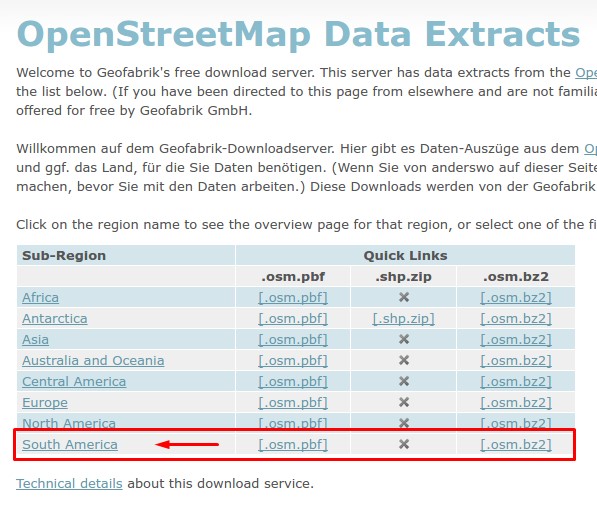 OpenStreetMap Data Extracts
Welcome to Geofabrik's free download server. This server has data extracts from the
the list below. (If you have been directed to this page from elsewhere and are not
offered for free by Geofabrik GmbH.
Willkommen auf dem Geofabrik-Downloadserver. Hier gibt es Daten-Auszüge aus dem
und ggf. das Land, für die Sie Daten benötigen. (Wenn Sie von anderswo auf dieser Seite
machen, bevor Sie mit den Daten arbeiten.) Diese Downloads werden von der Geofabrik
Click on the region name to see the overview page for that region, or select one of the
Sub-Region Quick Links
.osm.pbf .shp.zip .osm.bz2
Africa [.osm.pbf] ✖ [.osm.bz2]
Antarctica [.osm.pbf] [.shp.zip] [.osm.bz2]
Asia [.osm.pbf] ✖ [.osm.bz2]
Australia and Oceania [.osm.pbf] ✖ [.osm.bz2]
Central America [.osm.pbf] ✖ [.osm.bz2]
Europe [.osm.pbf] ✖ [.osm.bz2]
North America [.osm.pbf] ✖ [.osm.bz2]
South America [.osm.pbf] ✖ [.osm.bz2]
Technical details about this download service.